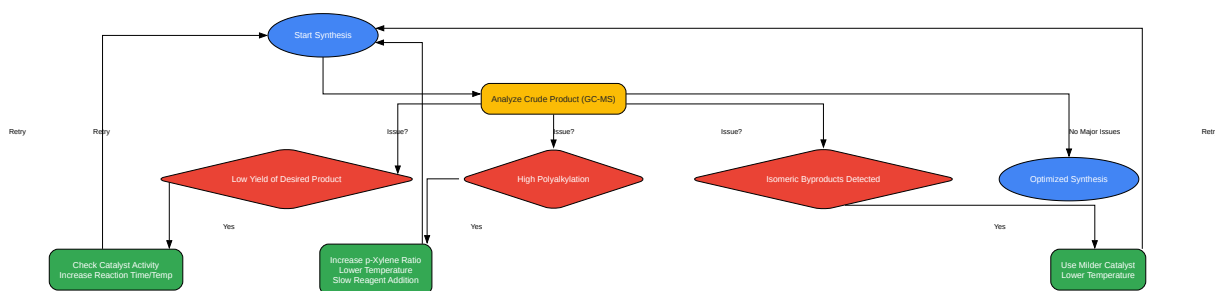 Start Synthesis
Analyze Crude Product (GC-MS)
Retry
Retry
Issue?
Issue?
Issue?
No Major Issues
Retr
Low Yield of Desired Product
High Polyalkylation
Isomeric Byproducts Detected
Optimized Synthesis
Yes
Yes
Yes
Check Catalyst Activity
Increase Reaction Time/Temp
Increase p-Xylene Ratio
Lower Temperature
Slow Reagent Addition
Use Milder Catalyst
Lower Temperature